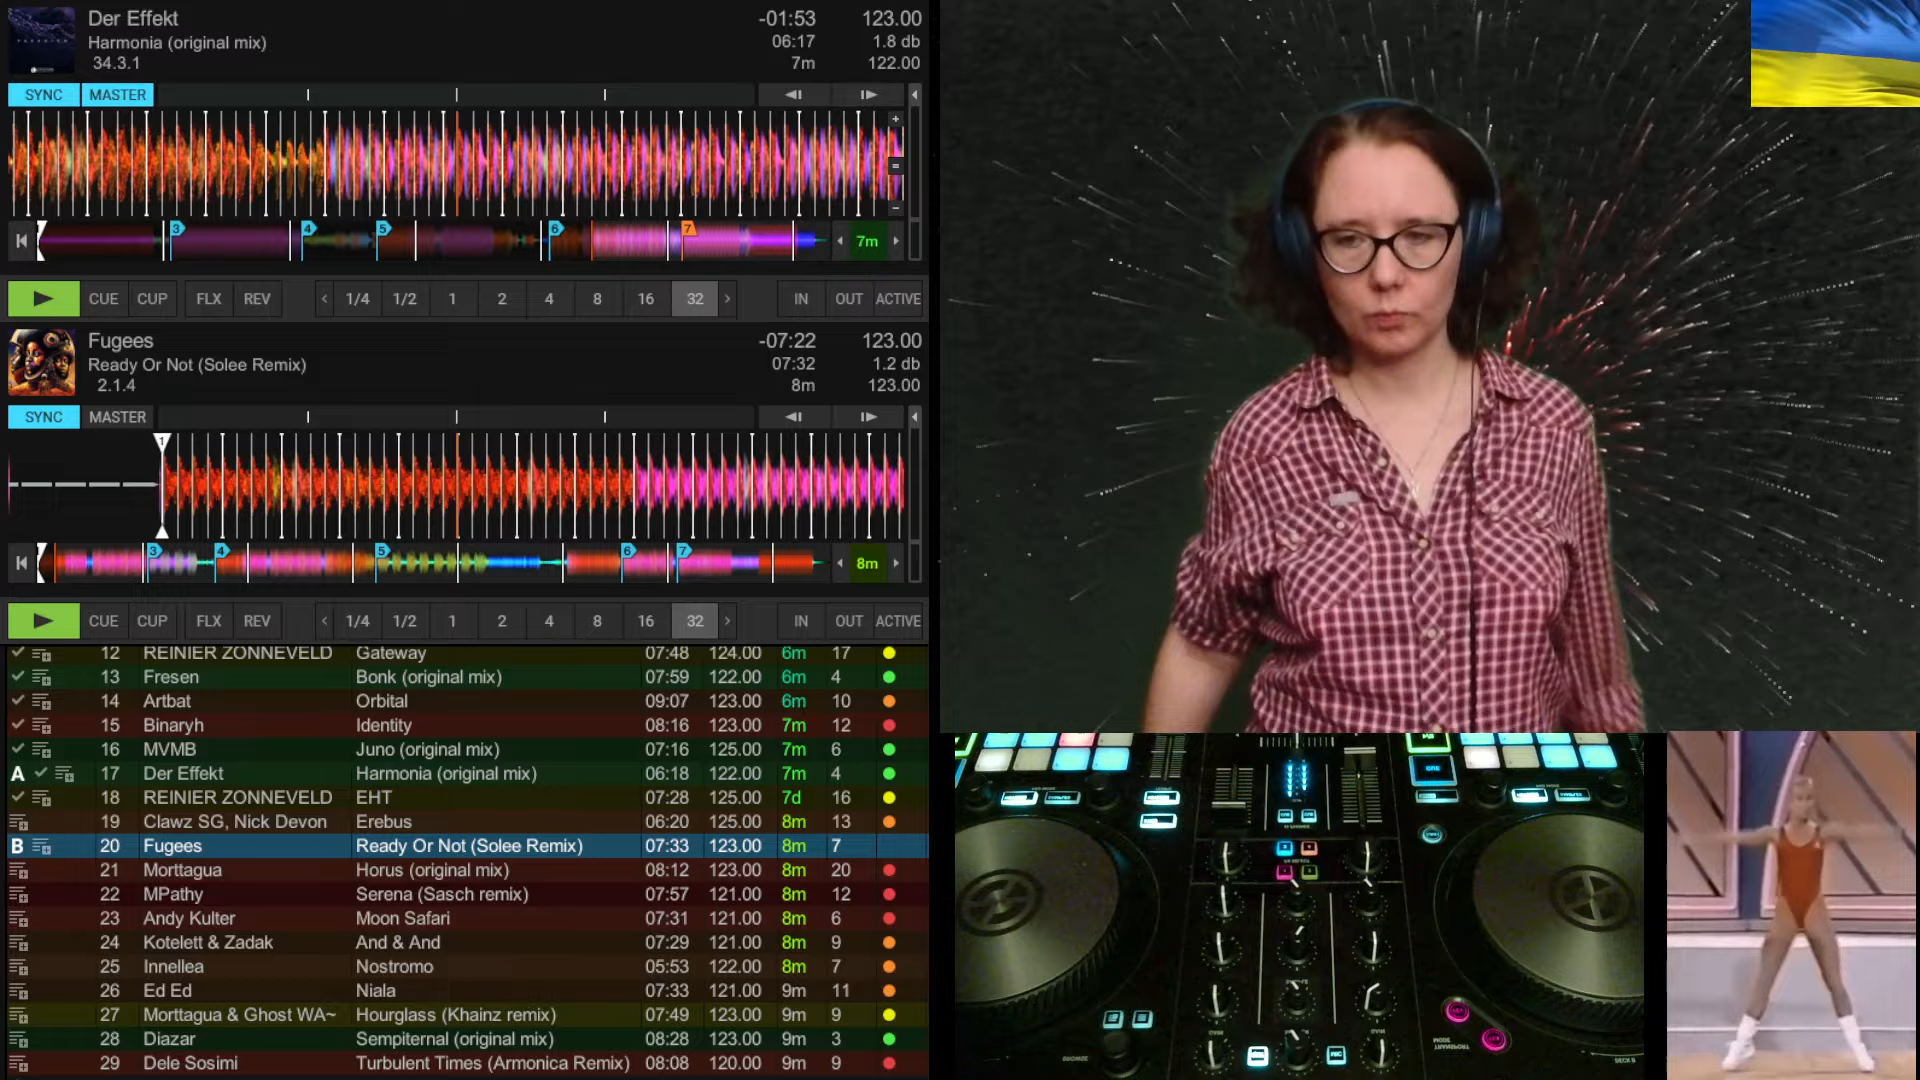 Der Effekt -01:53 123.00
Harmonia (original mix) 06:17 1.8 db
34.3.1 7m 122.00
SYNC MASTER
3 4 5 6 7 7m
CUE CUP FLX REV 1/4 1/2 1 2 4 8 16 32 IN OUT ACTIVE
Fugees -07:22 123.00
Ready Or Not (Solee Remix) 07:32 1.2 db
2.1.4 8m 123.00
SYNC MASTER
1
3 4 5 6 7 8m
CUE CUP FLX REV 1/4 1/2 1 2 4 8 16 32 IN OUT ACTIVE
12 REINIER ZONNEVELD Gateway 07:48 124.00 6m 17
13 Fresen Bonk (original mix) 07:59 122.00 6m 4
14 Artbat Orbital 09:07 123.00 6m 10
15 Binaryh Identity 08:16 123.00 7m 12
16 MVMB Juno (original mix) 07:16 125.00 7m 6
A 17 Der Effekt Harmonia (original mix) 06:18 122.00 7m 4
18 REINIER ZONNEVELD EHT 07:28 125.00 7d 16
19 Clawz SG, Nick Devon Erebus 06:20 125.00 8m 13
B 20 Fugees Ready Or Not (Solee Remix) 07:33 123.00 8m 7
21 Morttagua Horus (original mix) 08:12 123.00 8m 20
22 MPathy Serena (Sasch remix) 07:57 121.00 8m 12
23 Andy Kulter Moon Safari 07:31 121.00 8m 6
24 Kotelett & Zadak And & And 07:29 121.00 8m 9
25 Innellea Nostromo 05:53 122.00 8m 7
26 Ed Ed Niala 07:33 121.00 9m 11
27 Morttagua & Ghost WA~ Hourglass (Khainz remix) 07:49 123.00 9m 9
28 Diazar Sempiternal (original mix) 08:28 123.00 9m 3
29 Dele Sosimi Turbulent Times (Armonica Remix) 08:08 120.00 9m 9